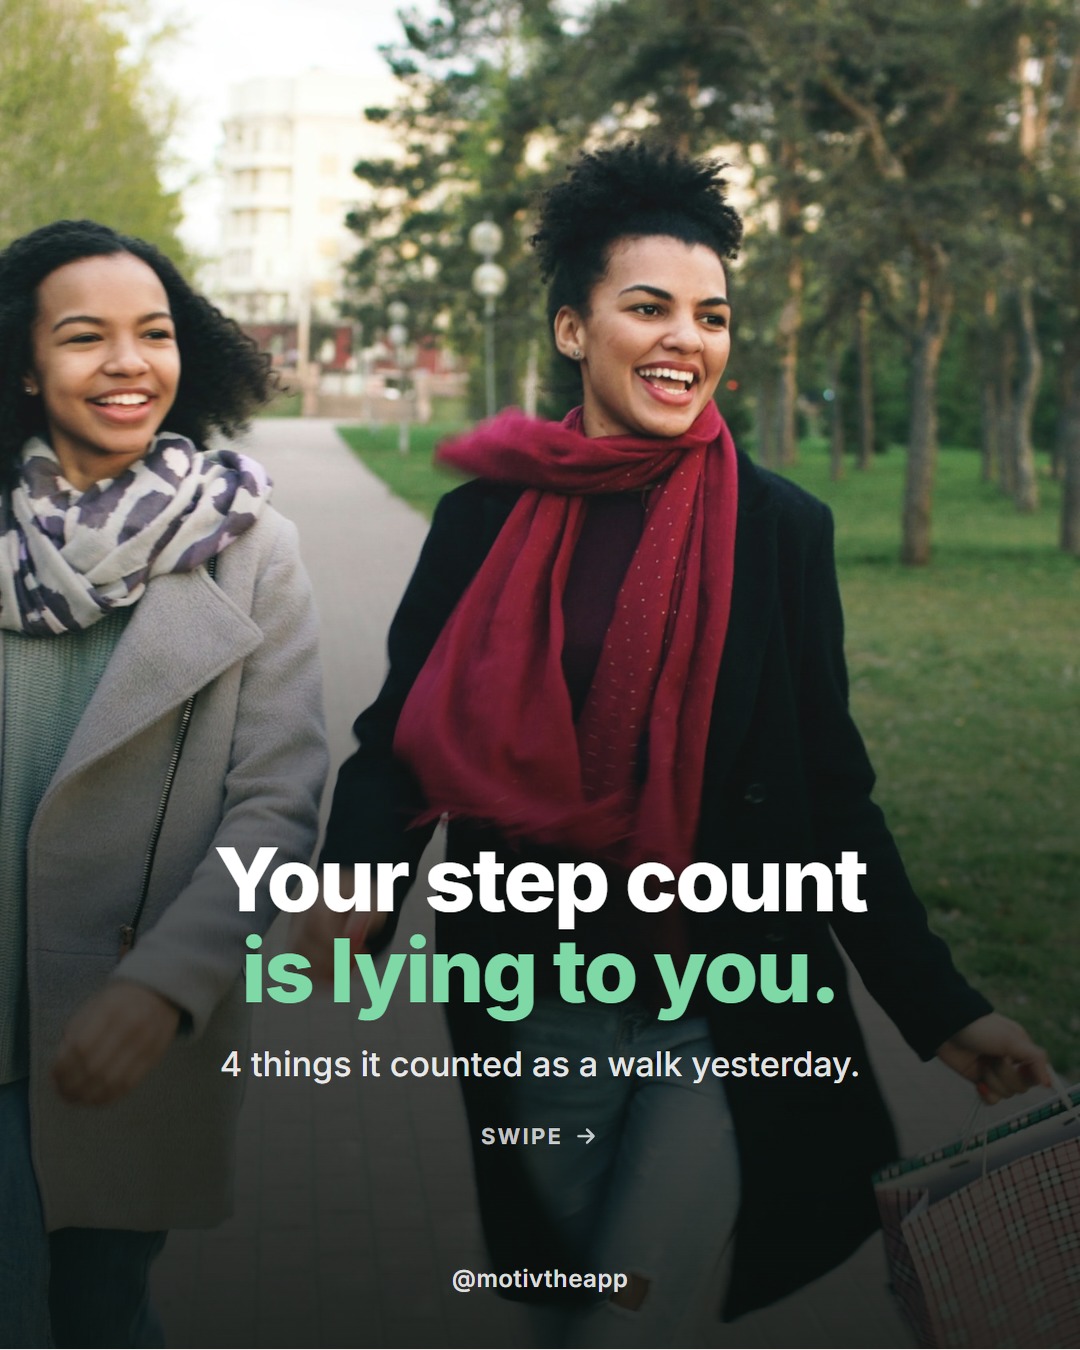 Your step count
is lying to you.
4 things it counted as a walk yesterday.
SWIPE →
@motivtheapp